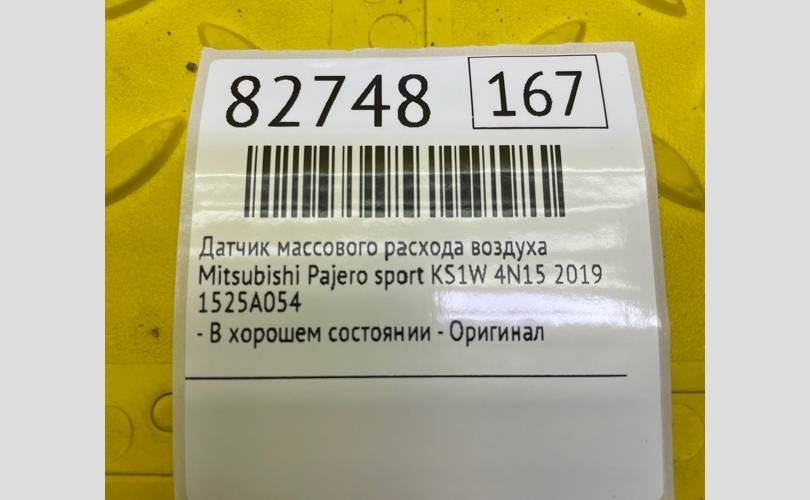 82748 167
Датчик массового расхода воздуха
Mitsubishi Pajero sport KS1W 4N15 2019
1525A054
- В хорошем состоянии - Оригинал